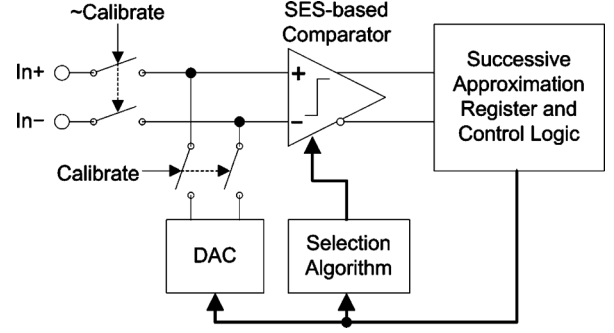 ~Calibrate
SES-based
Comparator
In+
In−
+
−
Successive
Approximation
Register and
Control Logic
Calibrate
DAC
Selection
Algorithm